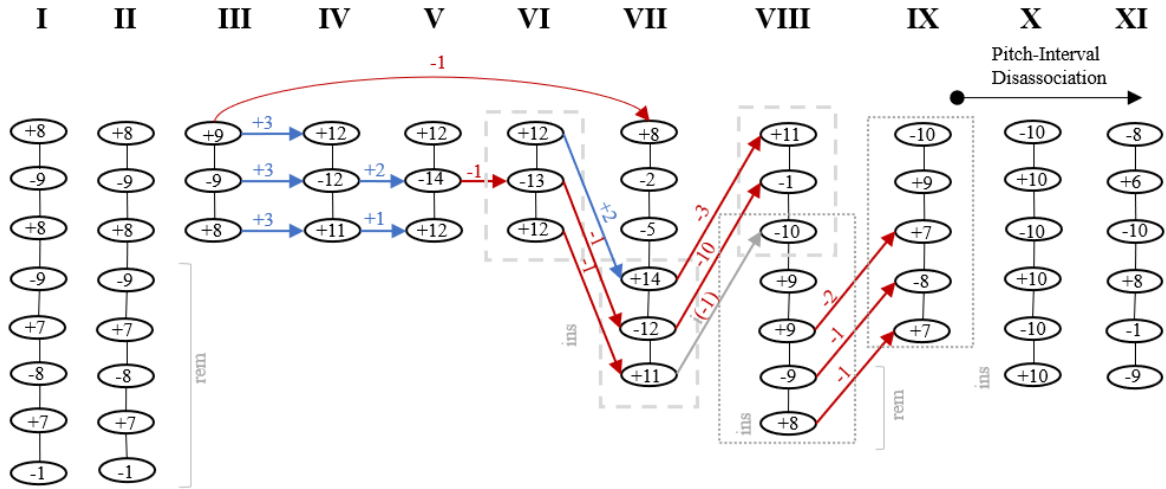 I II III IV V VI VII VIII IX X XI
Pitch-Interval
Disassociation
-1
+8 +8 +9 +3 +12 +12 +12 +8 +11 -10 -10 -8
-9 -9 -9 +3 -12 +2 -14 -1 -13 -2 -1 +9 +10 +6
+8 +8 +8 +3 +11 +1 +12 +12 +2 -5 -3 -10 +7 -10 -10
-1
-1 -10
-9 -9 +14 +9 -8 +10 +8
i(-1) -2
+7 +7 ins -12 +9 -1 +7 -10 -1
-8 -8 rem +11 -9 -1 ins +10 -9
+7 +7 ins +8 rem
-1 -1